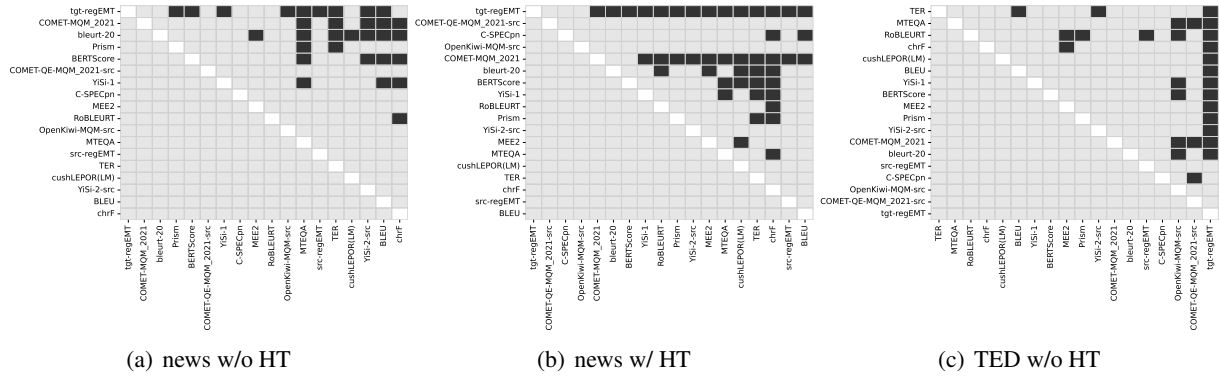 tgt-regEMT
COMET-MQM_2021
bleurt-20
Prism
BERTScore
COMET-QE-MQM_2021-src
YiSi-1
C-SPECpn
MEE2
RoBLEURT
OpenKiwi-MQM-src
MTEQA
src-regEMT
TER
cushLEPOR(LM)
YiSi-2-src
BLEU
chrF
tgt-regEMT
COMET-MQM_2021
bleurt-20
Prism
BERTScore
COMET-QE-MQM_2021-src
YiSi-1
C-SPECpn
MEE2
RoBLEURT
OpenKiwi-MQM-src
MTEQA
src-regEMT
TER
cushLEPOR(LM)
YiSi-2-src
BLEU
chrF
(a) news w/o HT
tgt-regEMT
COMET-QE-MQM_2021-src
C-SPECpn
OpenKiwi-MQM-src
COMET-MQM_2021
bleurt-20
BERTScore
YiSi-1
RoBLEURT
Prism
YiSi-2-src
MEE2
MTEQA
cushLEPOR(LM)
TER
chrF
src-regEMT
BLEU
tgt-regEMT
COMET-QE-MQM_2021-src
C-SPECpn
OpenKiwi-MQM-src
COMET-MQM_2021
bleurt-20
BERTScore
YiSi-1
RoBLEURT
Prism
YiSi-2-src
MEE2
MTEQA
cushLEPOR(LM)
TER
chrF
src-regEMT
BLEU
(b) news w/ HT
TER
MTEQA
RoBLEURT
chrF
cushLEPOR(LM)
BLEU
YiSi-1
BERTScore
MEE2
Prism
YiSi-2-src
COMET-MQM_2021
bleurt-20
src-regEMT
C-SPECpn
OpenKiwi-MQM-src
COMET-QE-MQM_2021-src
tgt-regEMT
TER
MTEQA
RoBLEURT
chrF
cushLEPOR(LM)
BLEU
YiSi-1
BERTScore
MEE2
Prism
YiSi-2-src
COMET-MQM_2021
bleurt-20
src-regEMT
C-SPECpn
OpenKiwi-MQM-src
COMET-QE-MQM_2021-src
tgt-regEMT
(c) TED w/o HT